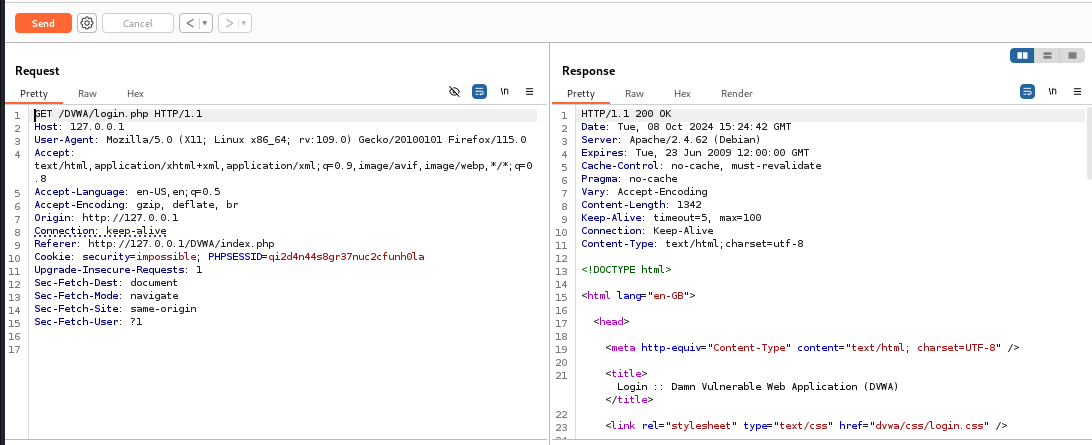 Send
Cancel
<
>
Request
Pretty Raw Hex
\n
1 GET /DVWA/login.php HTTP/1.1
2 Host: 127.0.0.1
3 User-Agent: Mozilla/5.0 (X11; Linux x86_64; rv:109.0) Gecko/20100101 Firefox/115.0
4 Accept:
text/html,application/xhtml+xml,application/xml;q=0.9,image/avif,image/webp,*/*;q=0
.8
5 Accept-Language: en-US,en;q=0.5
6 Accept-Encoding: gzip, deflate, br
7 Origin: http://127.0.0.1
8 Connection: keep-alive
9 Referer: http://127.0.0.1/DVWA/index.php
10 Cookie: security=impossible; PHPSESSID=qi2d4n44s8gr37nuc2cfunh0la
11 Upgrade-Insecure-Requests: 1
12 Sec-Fetch-Dest: document
13 Sec-Fetch-Mode: navigate
14 Sec-Fetch-Site: same-origin
15 Sec-Fetch-User: ?1
16
17
Response
Pretty Raw Hex Render
\n
1 HTTP/1.1 200 OK
2 Date: Tue, 08 Oct 2024 15:24:42 GMT
3 Server: Apache/2.4.62 (Debian)
4 Expires: Tue, 23 Jun 2009 12:00:00 GMT
5 Cache-Control: no-cache, must-revalidate
6 Pragma: no-cache
7 Vary: Accept-Encoding
8 Content-Length: 1342
9 Keep-Alive: timeout=5, max=100
10 Connection: Keep-Alive
11 Content-Type: text/html;charset=utf-8
12
13 <!DOCTYPE html>
14
15 <html lang="en-GB">
16
17 <head>
18
19 <meta http-equiv="Content-Type" content="text/html; charset=UTF-8" />
20
21 <title>
Login :: Damn Vulnerable Web Application (DVWA)
</title>
22
23 <link rel="stylesheet" type="text/css" href="dvwa/css/login.css" />